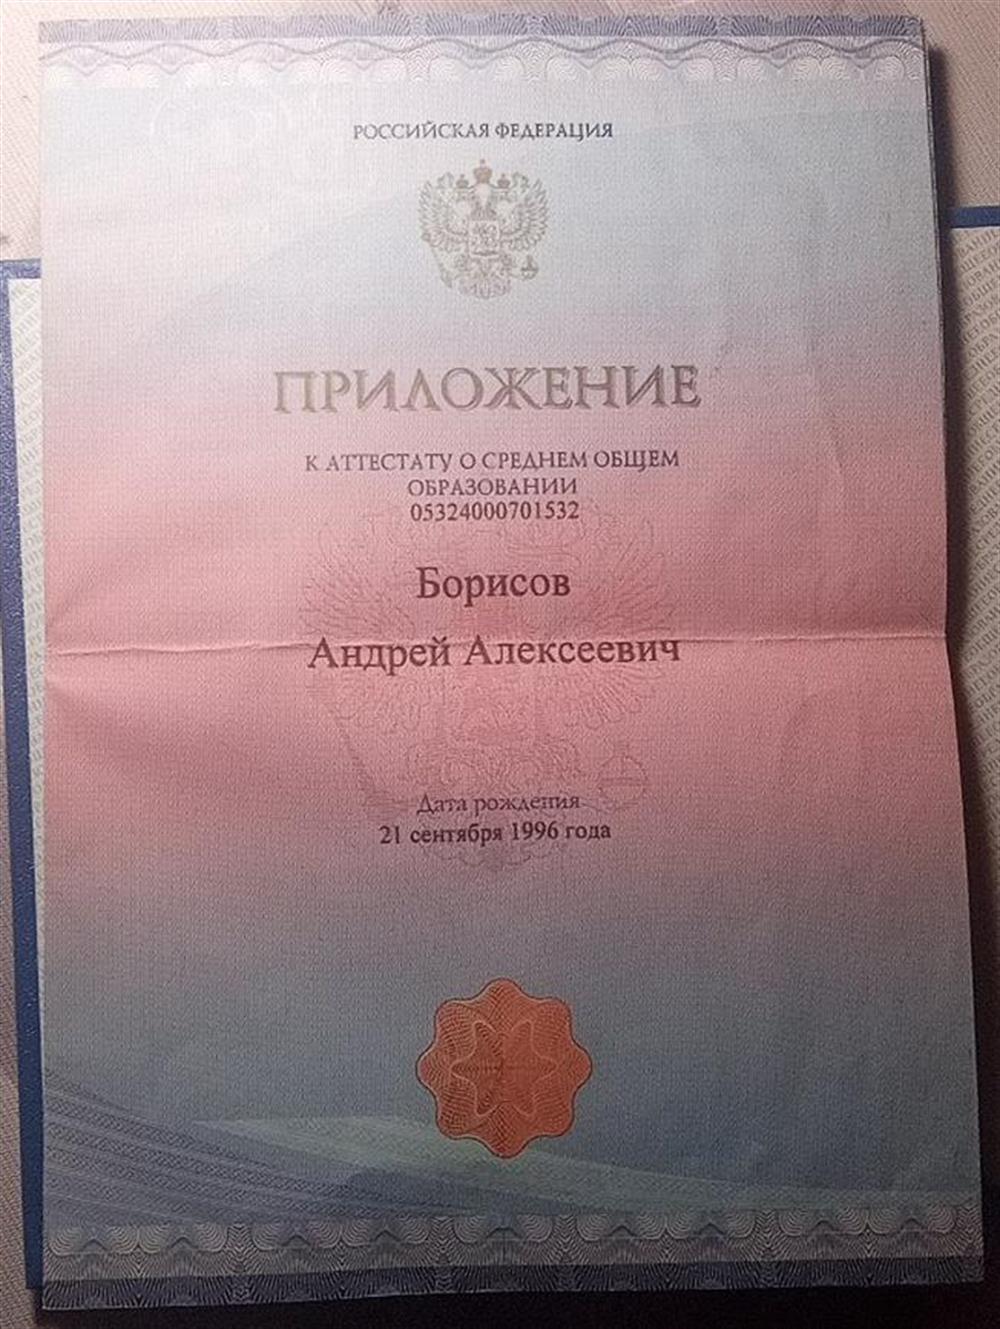 РОССИЙСКАЯ ФЕДЕРАЦИЯ
ПРИЛОЖЕНИЕ
К АТТЕСТАТУ О СРЕДНЕМ ОБЩЕМ
ОБРАЗОВАНИИ
05324000701532
Борисов
Андрей Алексеевич
Дата рождения
21 сентября 1996 года